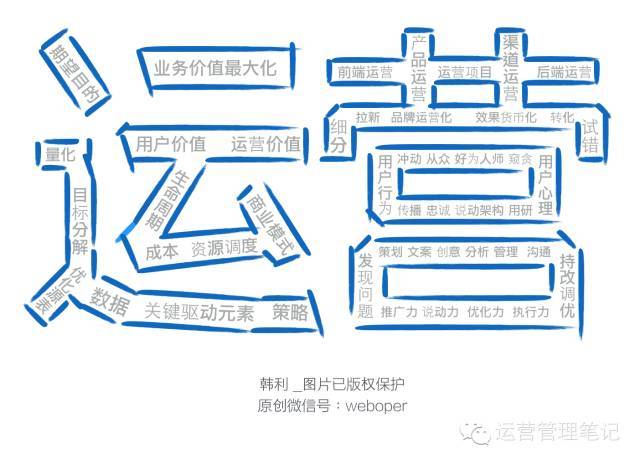 期望目的
业务价值最大化
用户价值 运营价值
量化
目标分解
生命周期
商业模式
成本 资源调度
数据 关键驱动元素 策略
产品运营
渠道运营
前端运营 运营项目 后端运营
细分
拉新 品牌运营化 效果货币化 转化
试错
用户行为
冲动 从众 好为人师 窥贪
用户心理
传播 忠诚 说动架构 用研
发现问题
策划 文案 创意 分析 管理 沟通
持改调优
推广力 说动力 优化力 执行力
韩利 _图片已版权保护
原创微信号：weboper
运营管理笔记